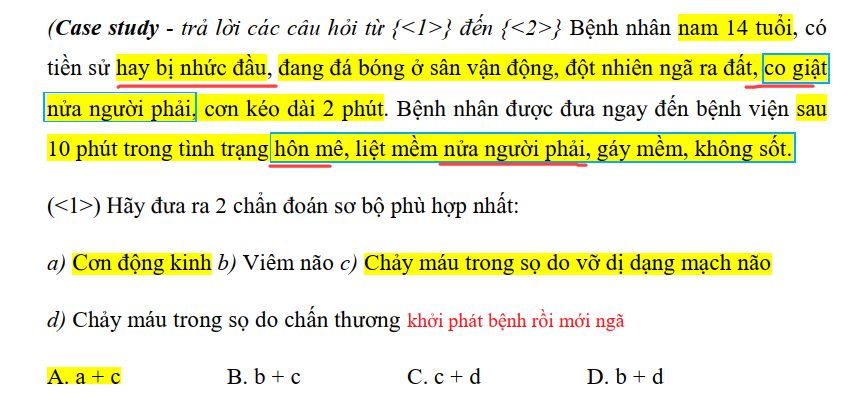 (Case study - trả lời các câu hỏi từ {<1>} đến {<2>} Bệnh nhân nam 14 tuổi, có
tiền sử hay bị nhức đầu, đang đá bóng ở sân vận động, đột nhiên ngã ra đất, co giật
nửa người phải, cơn kéo dài 2 phút. Bệnh nhân được đưa ngay đến bệnh viện sau
10 phút trong tình trạng hôn mê, liệt mềm nửa người phải, gáy mềm, không sốt.
(<1>) Hãy đưa ra 2 chẩn đoán sơ bộ phù hợp nhất:
a) Cơn động kinh b) Viêm não c) Chảy máu trong sọ do vỡ dị dạng mạch não
d) Chảy máu trong sọ do chấn thương khởi phát bệnh rồi mới ngã
A. a + c B. b + c C. c + d D. b + d